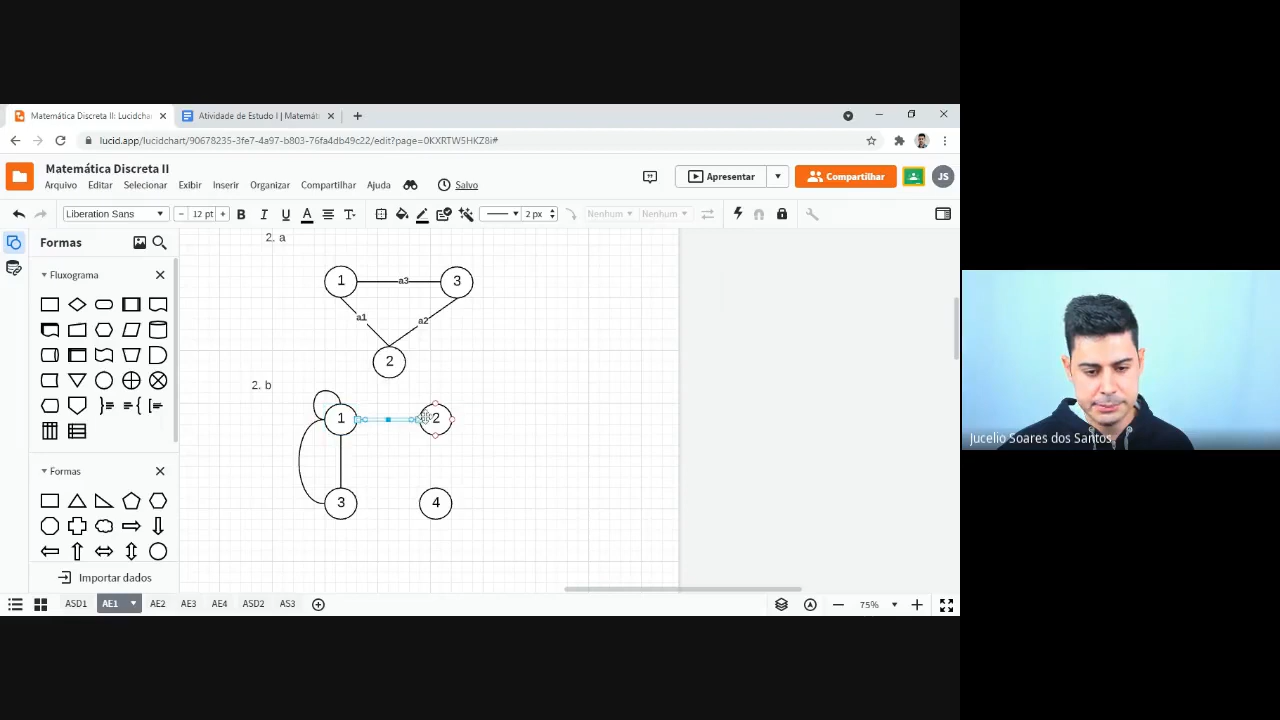 Matemática Discreta II: Lucidchart
Atividade de Estudo I | Matemát
lucid.app/lucidchart/90678235-3fe7-4a97-b803-76fa4db49c22/edit?page=0KXRTW5HKZ8i#
Matemática Discreta II
Arquivo Editar Selecionar Exibir Inserir Organizar Compartilhar Ajuda Salvo
Apresentar
Compartilhar
JS
Liberation Sans
12 pt
B I U A T
2 px
Nenhum Nenhum
Formas
Fluxograma
Formas
Importar dados
2. a
1 a3 3
a1 a2
2
2. b
1 2
3 4
ASD1 AE1 AE2 AE3 AE4 ASD2 AS3
75%
Jucelio Soares dos Santos